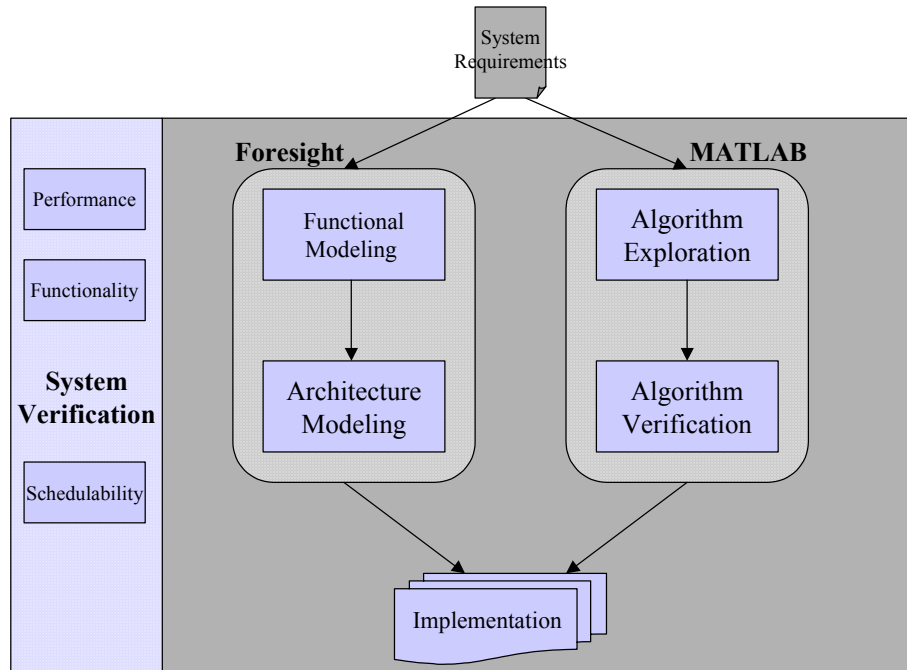 System
Requirements
Foresight
MATLAB
Performance
Functionality
System
Verification
Schedulability
Functional
Modeling
Architecture
Modeling
Algorithm
Exploration
Algorithm
Verification
Implementation